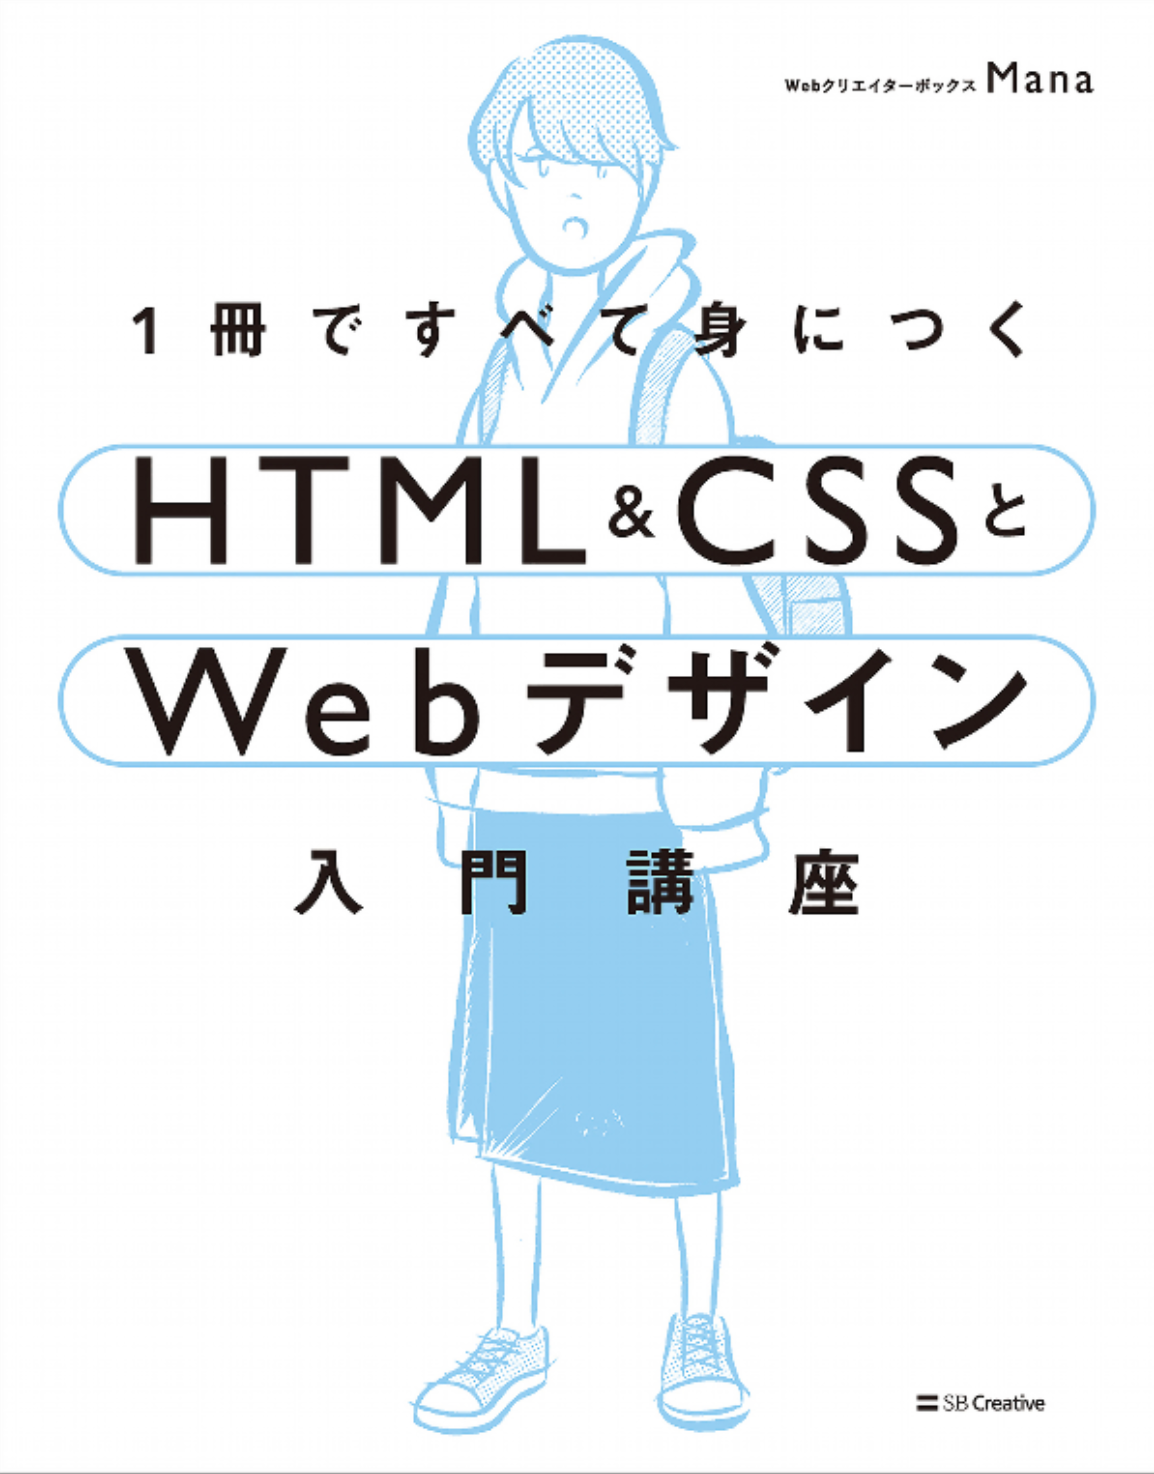 Webクリエイターボックス Mana
1冊ですべて身につく
HTML&CSSと
Webデザイン
入門講座
SB Creative